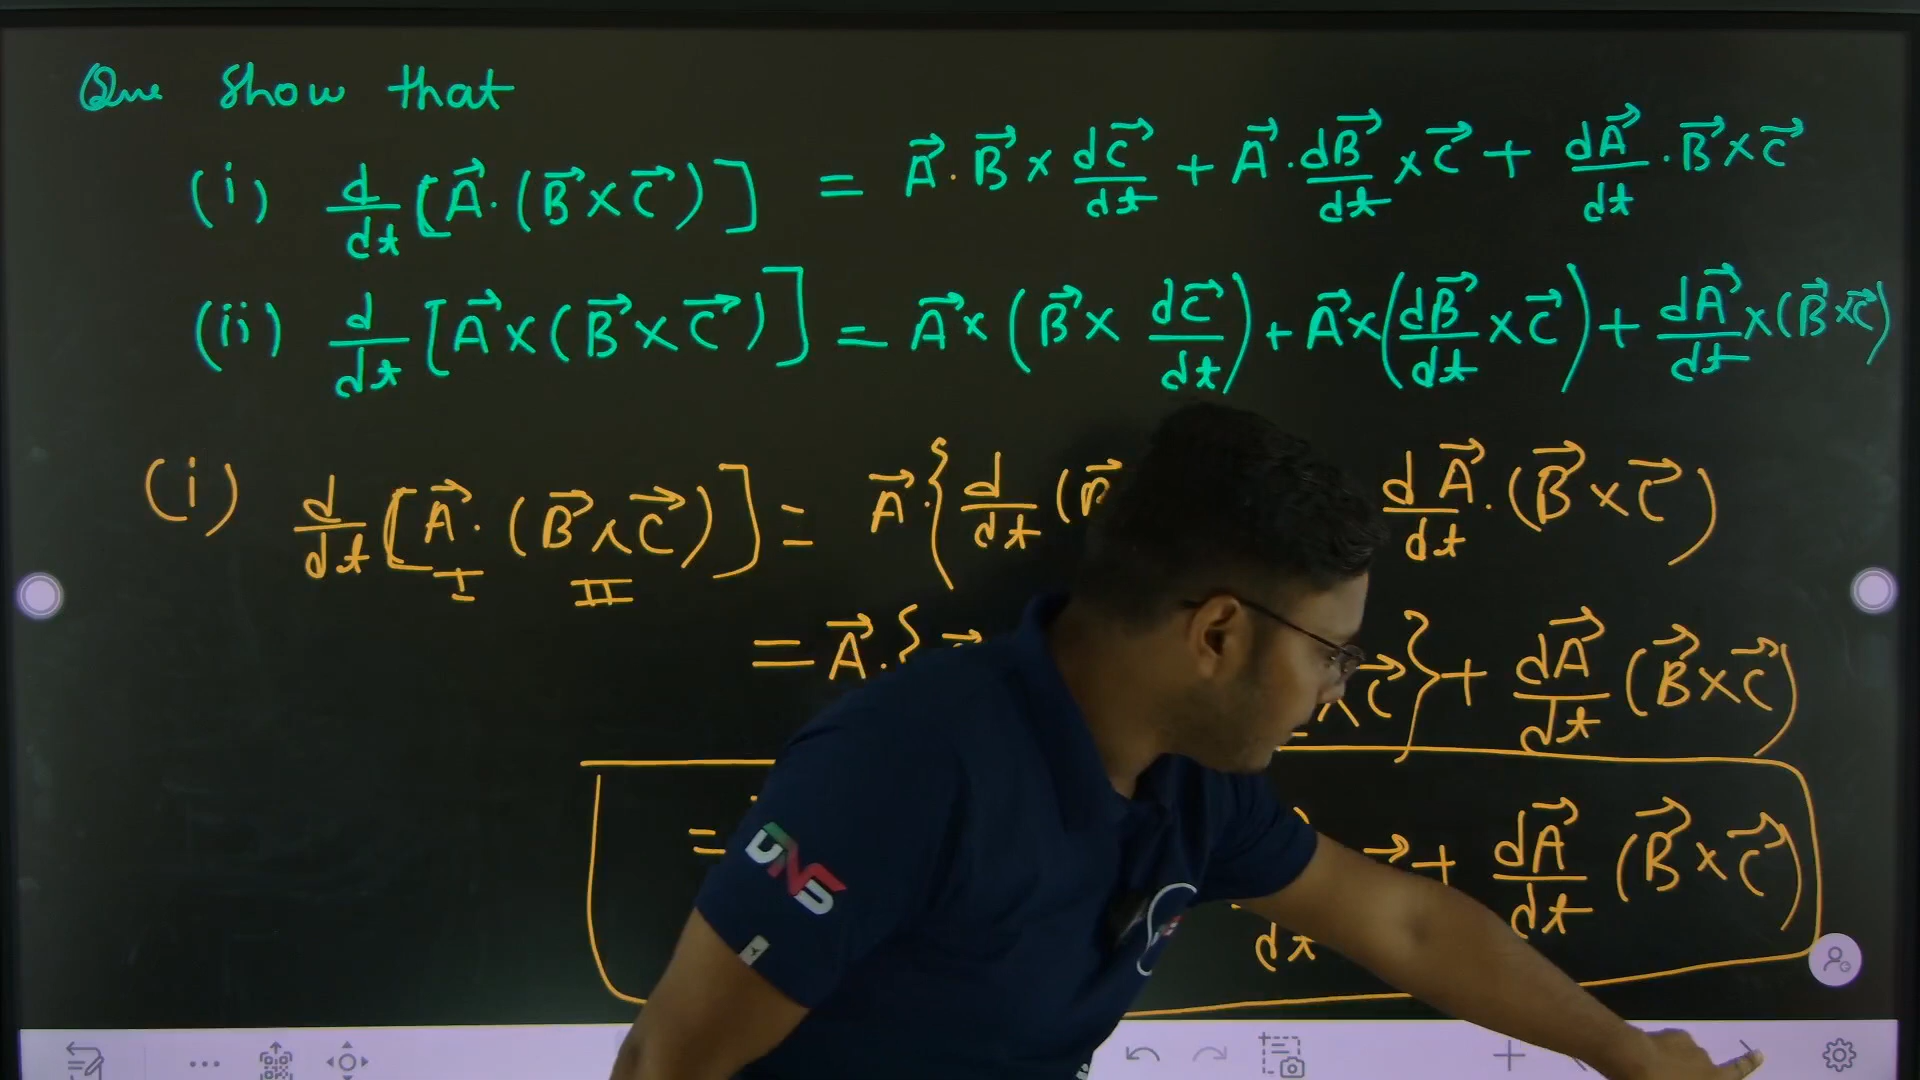 Que Show that
(i) d/dt [A⃗·(B⃗×C⃗)] = A⃗·B⃗×dC⃗/dt + A⃗·dB⃗/dt×C⃗ + dA⃗/dt·B⃗×C⃗
(ii) d/dt [A⃗×(B⃗×C⃗)] = A⃗×(B⃗×dC⃗/dt) + A⃗×(dB⃗/dt×C⃗) + dA⃗/dt×(B⃗×C⃗)
(i) d/dt [A⃗·(B⃗×C⃗)] = A⃗·{d/dt (B⃗ dA⃗/dt·(B⃗×C⃗)
I II
= A⃗·{ ×C⃗} + dA⃗/dt (B⃗×C⃗)
= dt + dA⃗/dt (B⃗×C⃗)
DNS